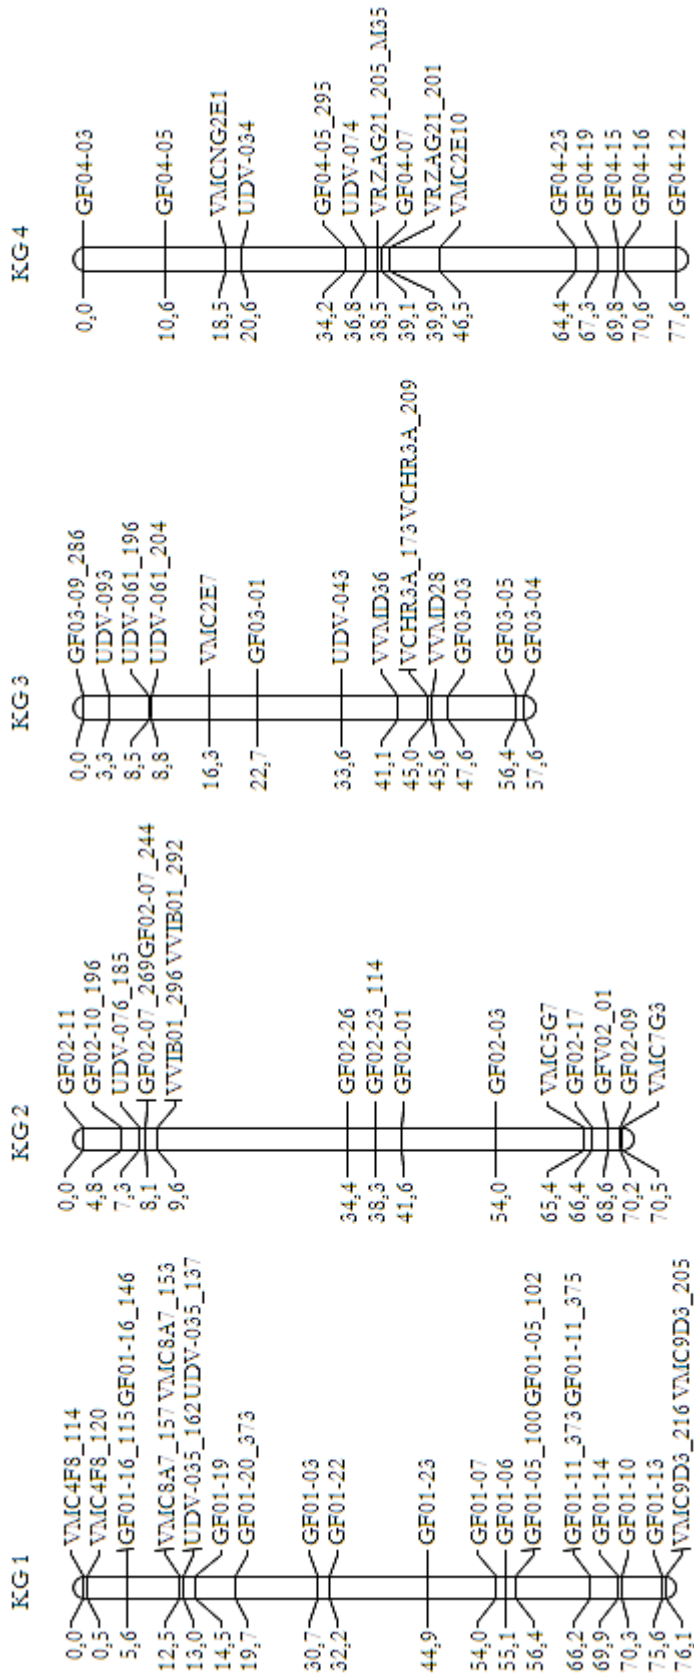 KG1
0,0 VMC4F8_114
0,5 VMC4F8_120
5,6 GF01-16_115 GF01-16_146
12,5 VMC8A7_157 VMC8A7_153
13,0 UDV-035_162 UDV-035_137
14,5 GF01-19
19,7 GF01-20_373
30,7 GF01-03
32,2 GF01-22
44,9 GF01-23
54,0 GF01-07
55,1 GF01-06
56,4 GF01-05_100 GF01-05_102
66,2 GF01-11_373 GF01-11_375
69,9 GF01-14
70,3 GF01-10
75,6 GF01-13
76,1 VMC9D3_216 VMC9D3_205
KG2
0,0 GF02-11
4,8 GF02-10_196
7,3 UDV-076_185
8,1 GF02-07_269 GF02-07_244
9,6 VVIB01_296 VVIB01_292
34,4 GF02-26
38,3 GF02-23_114
41,6 GF02-01
54,0 GF02-03
65,4 VMC5G7
66,4 GF02-17
68,6 GFV02_01
70,2 GF02-09
70,5 VMC7G3
KG3
0,0 GF03-09_286
3,3 UDV-093
8,5 UDV-061_196
8,8 UDV-061_204
16,3 VMC2E7
22,7 GF03-01
33,6 UDV-043
41,1 VVMD36
45,0 VCHR3A_173 VCHR3A_209
45,6 VVMD28
47,6 GF03-03
56,4 GF03-05
57,6 GF03-04
KG4
0,0 GF04-03
10,6 GF04-05
18,5 VMCNG2E1
20,6 UDV-034
34,2 GF04-05_295
36,8 UDV-074
38,5 VRZAG21_205_M35
39,1 GF04-07
39,9 VRZAG21_201
46,5 VMC2E10
64,4 GF04-23
67,3 GF04-19
69,8 GF04-15
70,6 GF04-16
77,6 GF04-12